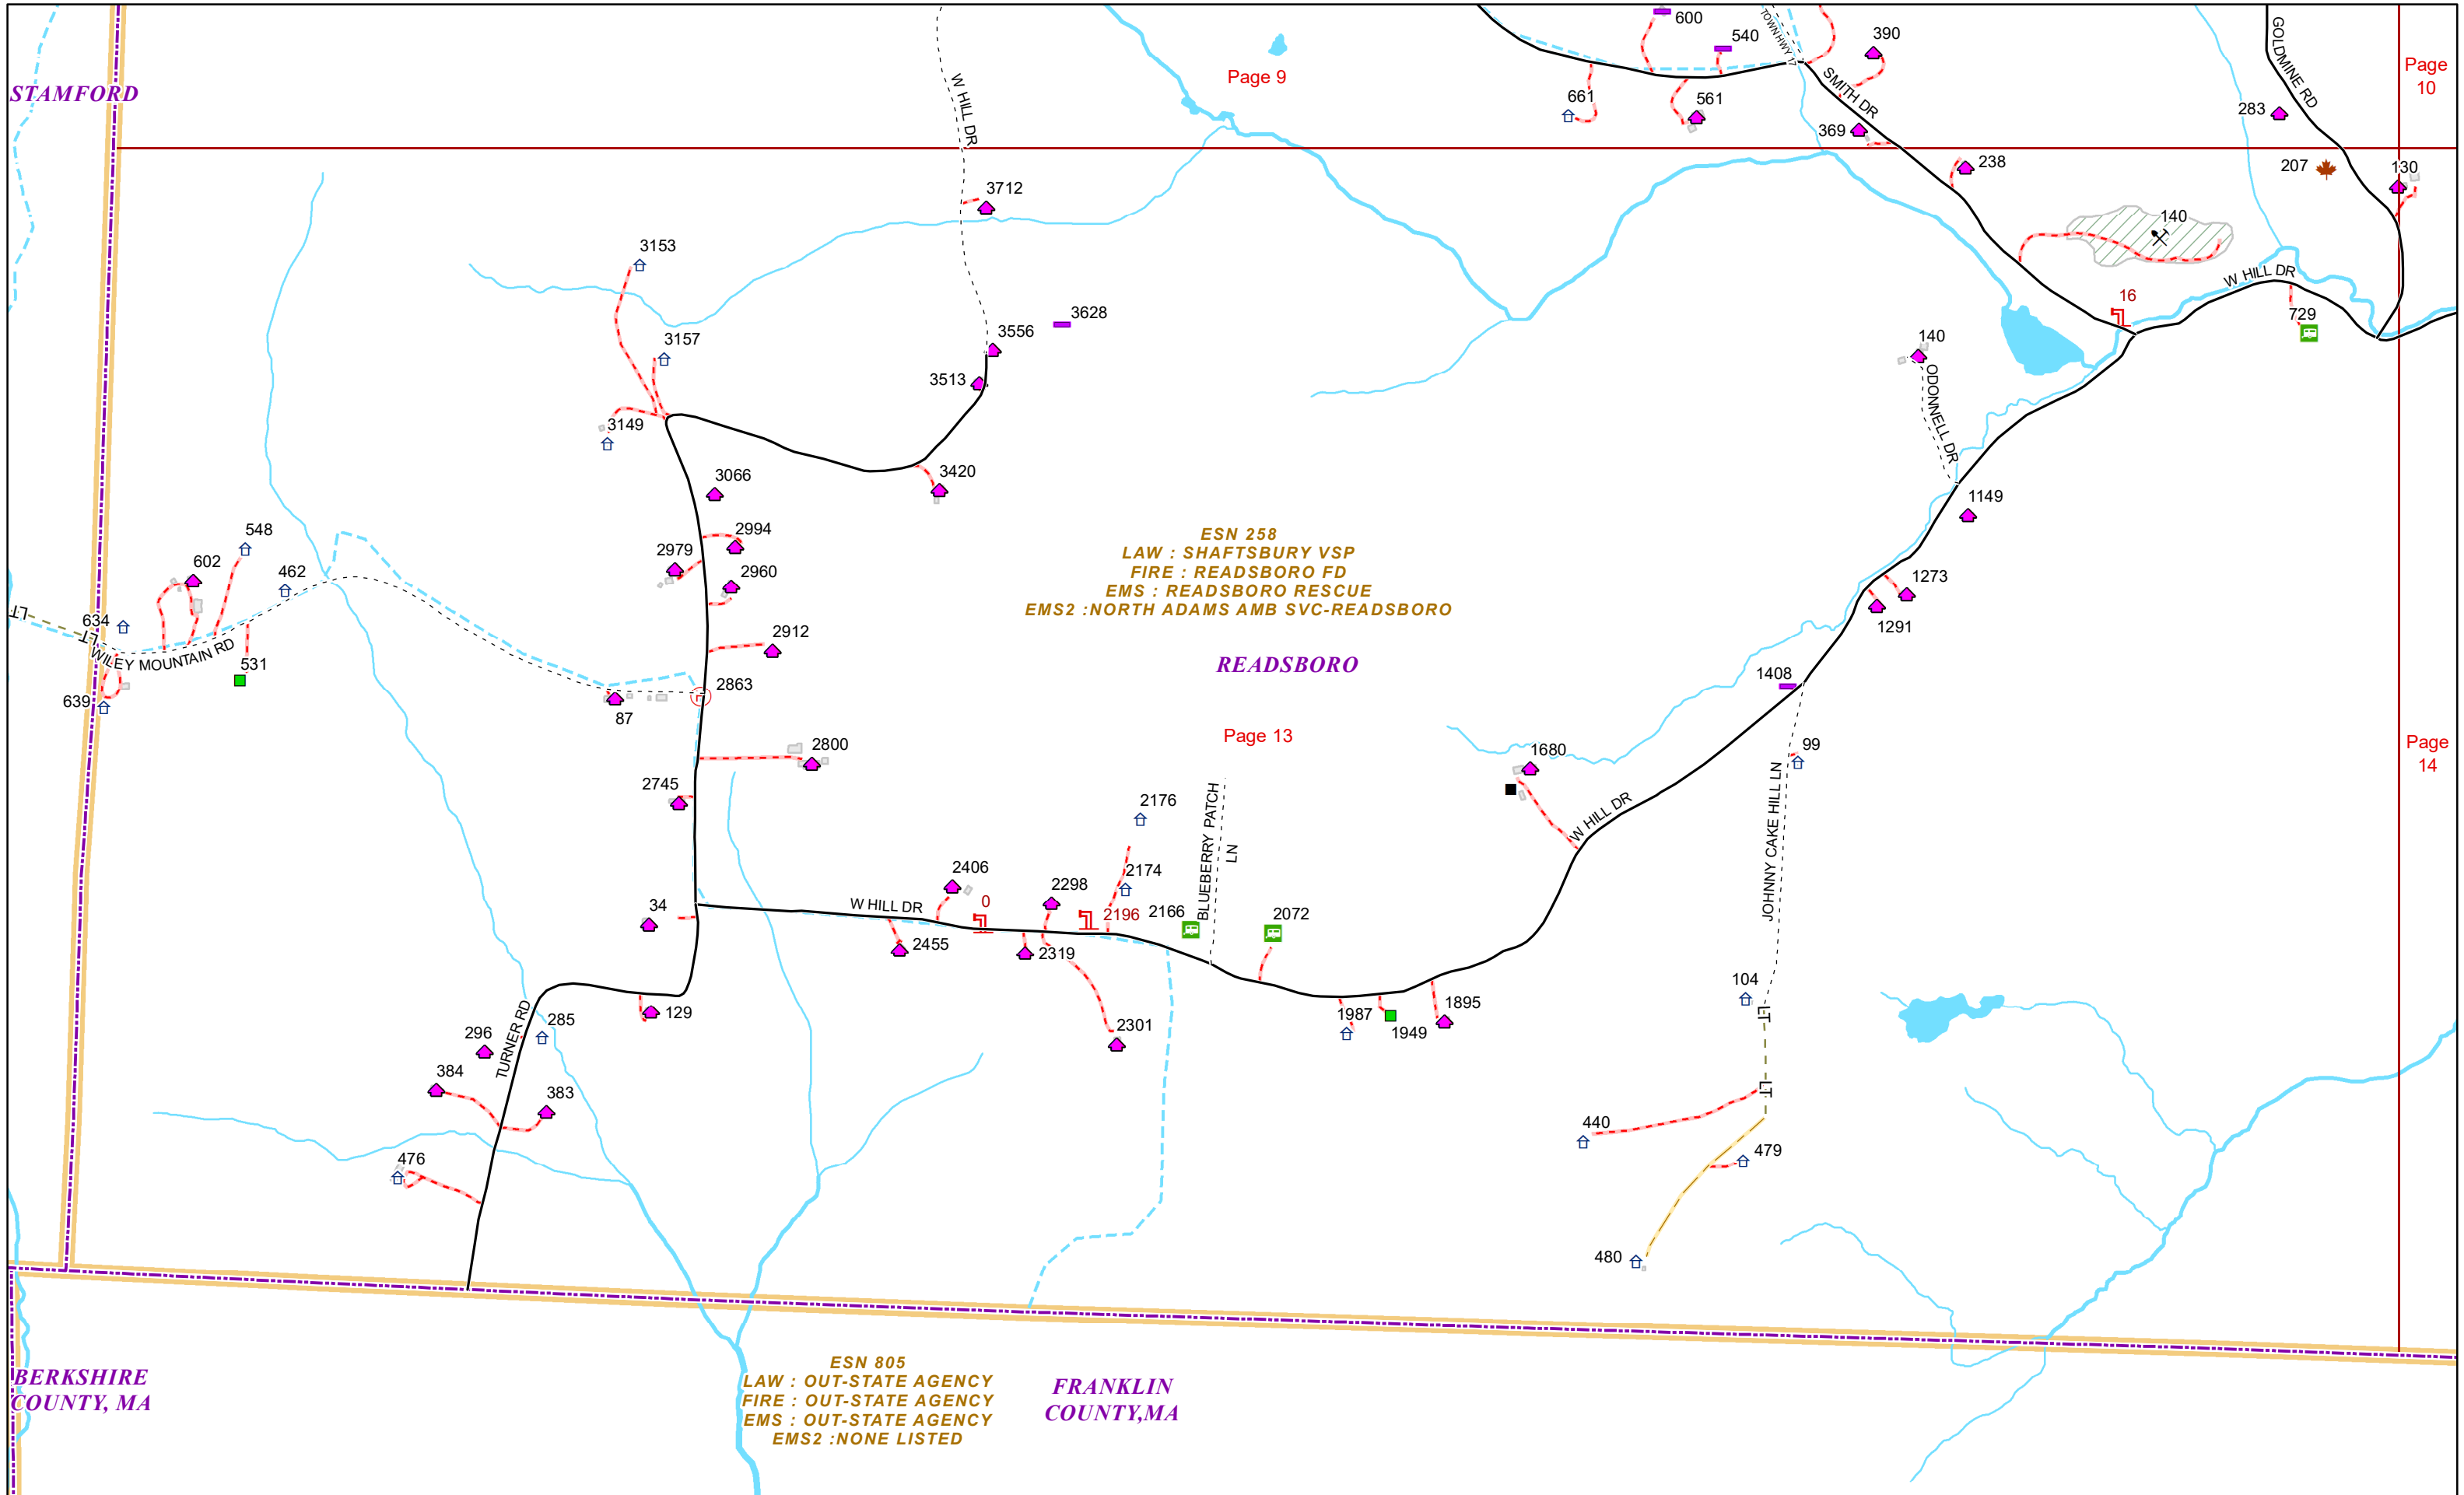 600
540
390
TOWN HWY 17
GOLDMINE RD
W HILL DR
Page 9
Page
10
STAMFORD
661
561
SMITH DR
369
283
238
207
130
3712
140
3153
W HILL DR
16
729
3628
3556
3157
140
3513
ODONNELL DR
3149
3420
3066
1149
548
2994
ESN 258
LAW : SHAFTSBURY VSP
FIRE : READSBORO FD
EMS : READSBORO RESCUE
EMS2 :NORTH ADAMS AMB SVC-READSBORO
2979
602
462
2960
1273
LT
634
LT
1291
2912
WILEY MOUNTAIN RD
531
READSBORO
1408
639
2863
87
Page 13
Page
14
2800
1680
99
2745
2176
W HILL DR
JOHNNY CAKE HILL LN
BLUEBERRY PATCH
LN
2406
2174
2298
34
W HILL DR
0
2196
2166
2072
2455
2319
104
129
1987
1949
1895
LT
285
296
TURNER RD
2301
384
383
LT
440
476
479
480
ESN 805
LAW : OUT-STATE AGENCY
FIRE : OUT-STATE AGENCY
EMS : OUT-STATE AGENCY
EMS2 :NONE LISTED
BERKSHIRE
COUNTY, MA
FRANKLIN
COUNTY,MA